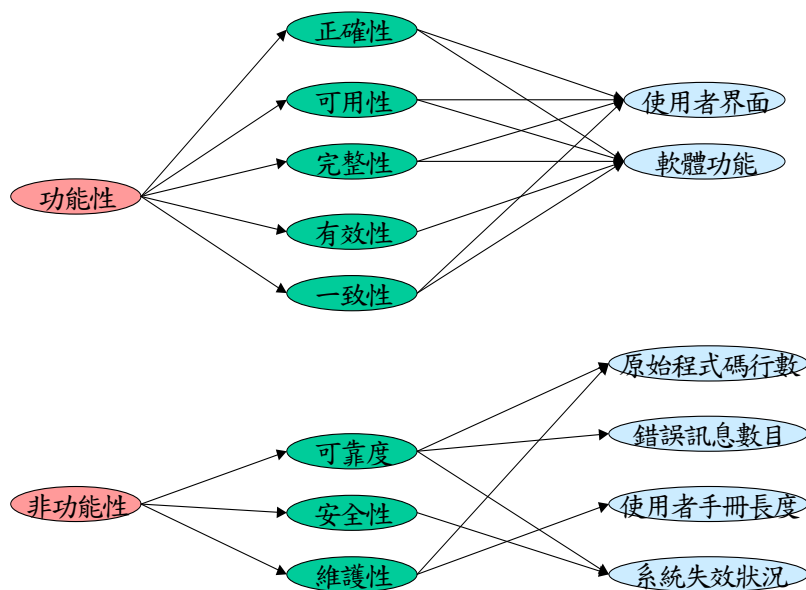 正確性
可用性
使用者界面
完整性
軟體功能
功能性
有效性
一致性
原始程式碼行數
錯誤訊息數目
可靠度
非功能性
使用者手冊長度
安全性
維護性
系統失效狀況